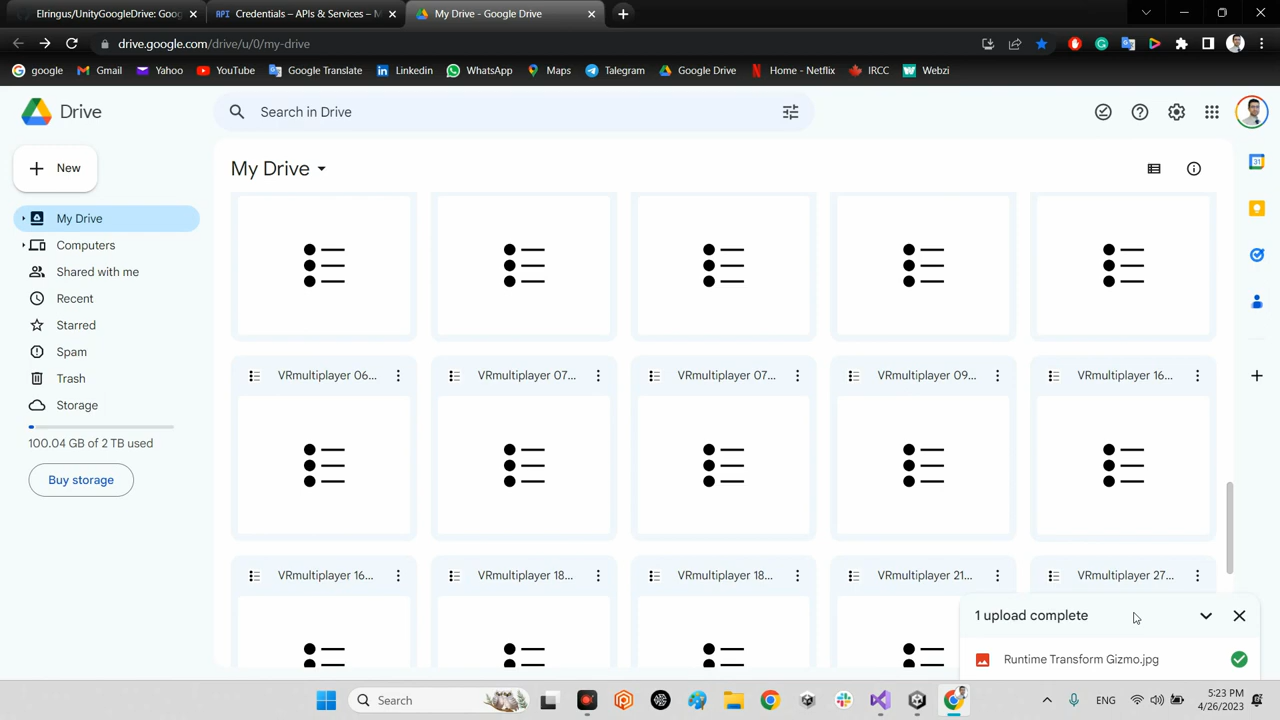 Elringus/UnityGoogleDrive: Goog
API Credentials – APIs & Services – M
My Drive - Google Drive
drive.google.com/drive/u/0/my-drive
google Gmail Yahoo YouTube Google Translate Linkedin WhatsApp Maps Telegram Google Drive Home - Netflix IRCC Webzi
Drive
Search in Drive
New
My Drive
My Drive
Computers
Shared with me
Recent
Starred
Spam
Trash
Storage
100.04 GB of 2 TB used
Buy storage
VRmultiplayer 06... VRmultiplayer 07... VRmultiplayer 07... VRmultiplayer 09... VRmultiplayer 16...
VRmultiplayer 16... VRmultiplayer 18... VRmultiplayer 18... VRmultiplayer 21... VRmultiplayer 27...
31
1 upload complete
Runtime Transform Gizmo.jpg
Search
ENG
5:23 PM
4/26/2023